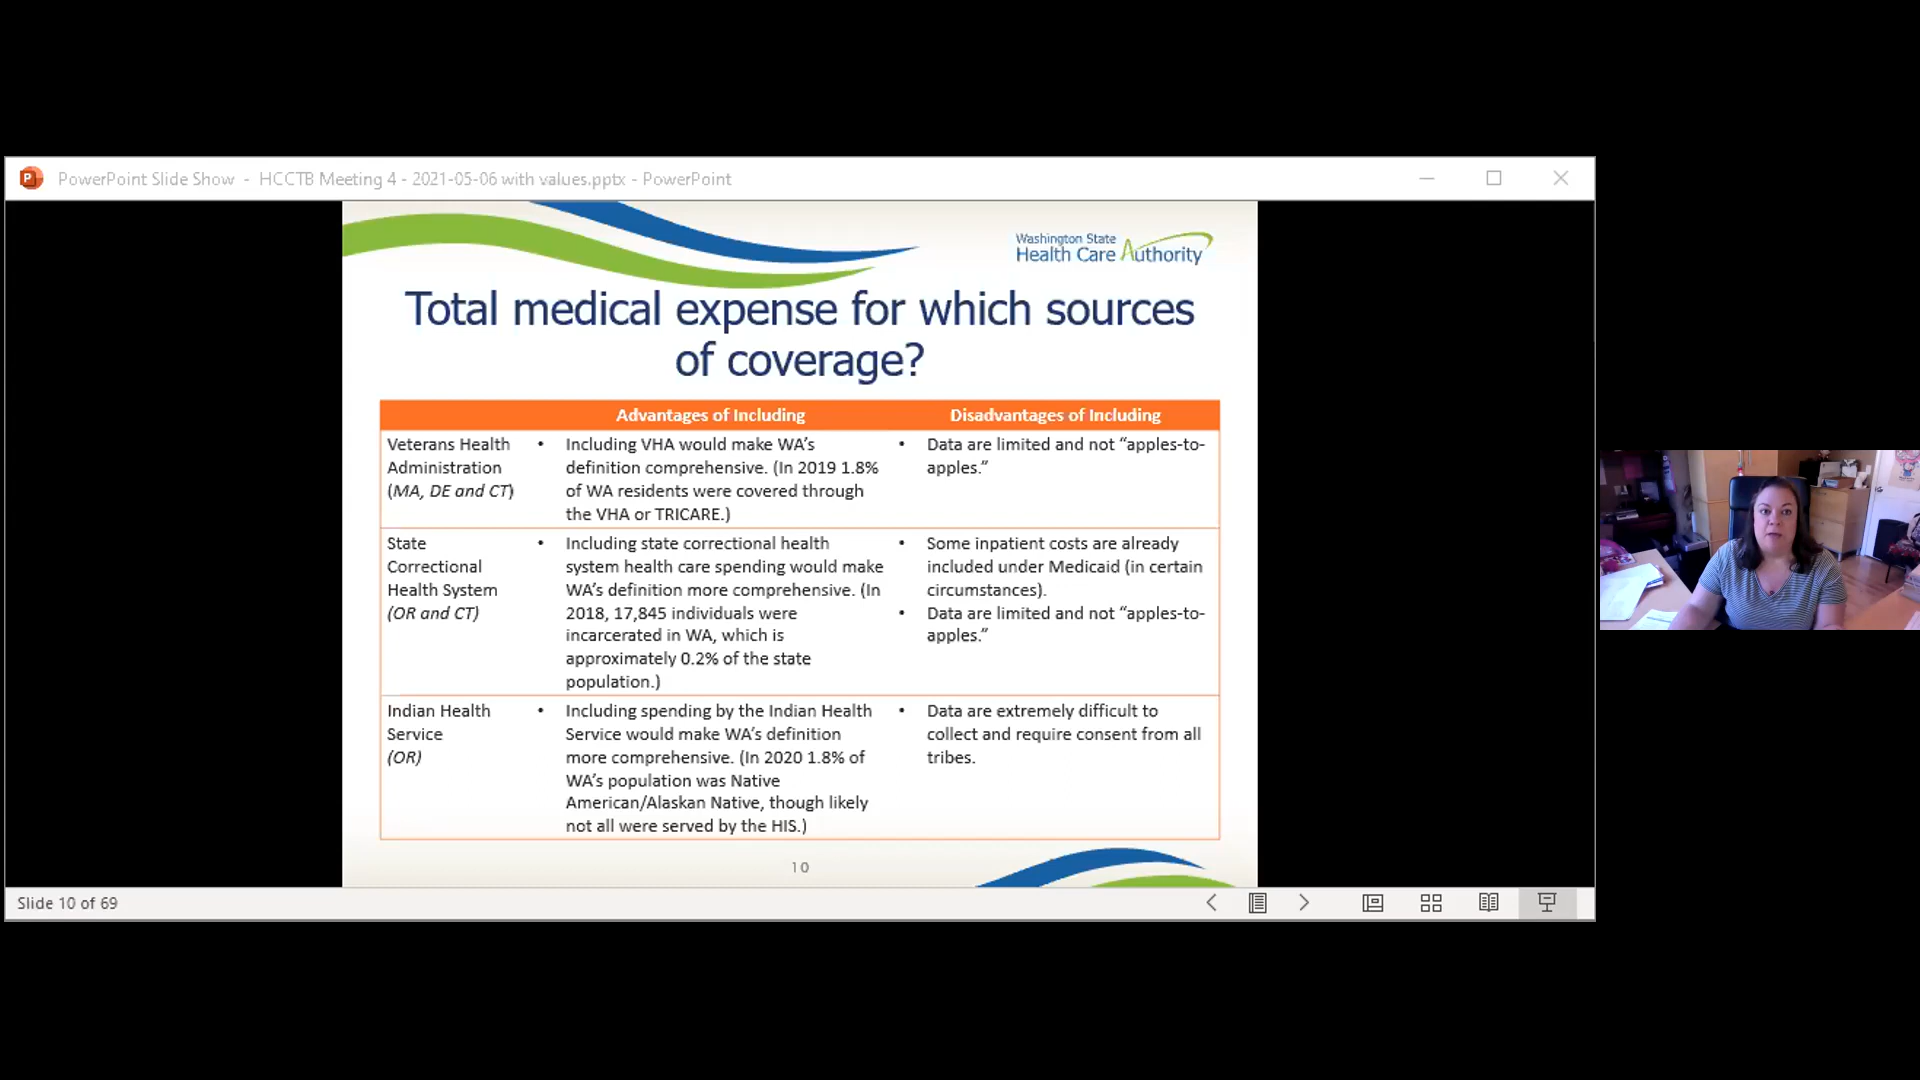 PowerPoint Slide Show - HCCTB Meeting 4 - 2021-05-06 with values.pptx - PowerPoint
Washington State
Health Care Authority
Total medical expense for which sources
of coverage?
Advantages of Including
Disadvantages of Including
Veterans Health
Administration
(MA, DE and CT)
• Including VHA would make WA's
definition comprehensive. (In 2019 1.8%
of WA residents were covered through
the VHA or TRICARE.)
• Data are limited and not “apples-to-
apples.”
State
Correctional
Health System
(OR and CT)
• Including state correctional health
system health care spending would make
WA's definition more comprehensive. (In
2018, 17,845 individuals were
incarcerated in WA, which is
approximately 0.2% of the state
population.)
• Some inpatient costs are already
included under Medicaid (in certain
circumstances).
• Data are limited and not “apples-to-
apples.”
Indian Health
Service
(OR)
• Including spending by the Indian Health
Service would make WA's definition
more comprehensive. (In 2020 1.8% of
WA's population was Native
American/Alaskan Native, though likely
not all were served by the HIS.)
• Data are extremely difficult to
collect and require consent from all
tribes.
10
Slide 10 of 69